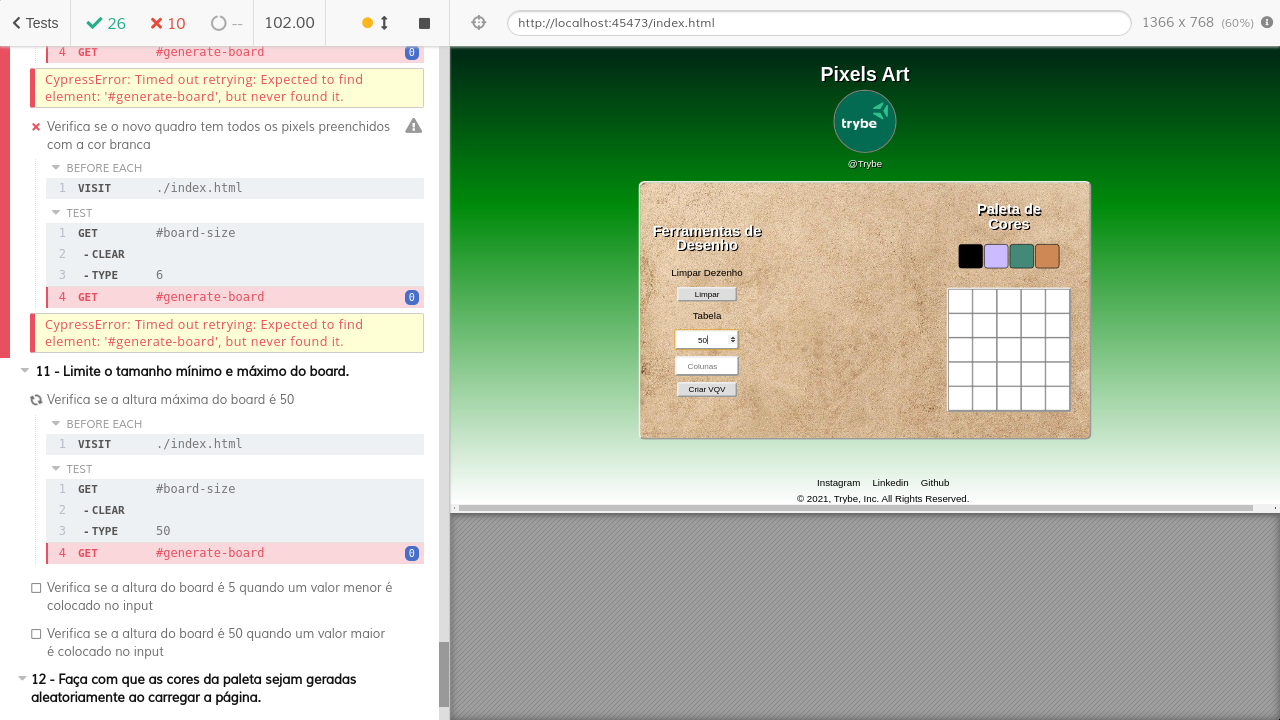 Tests
26
10
--
102.00
http://localhost:45473/index.html
1366 x 768 (60%)
4 GET #generate-board 0
CypressError: Timed out retrying: Expected to find
element: '#generate-board', but never found it.
Verifica se o novo quadro tem todos os pixels preenchidos
com a cor branca
BEFORE EACH
1 VISIT ./index.html
TEST
1 GET #board-size
2 - CLEAR
3 - TYPE 6
4 GET #generate-board 0
CypressError: Timed out retrying: Expected to find
element: '#generate-board', but never found it.
11 - Limite o tamanho mínimo e máximo do board.
Verifica se a altura máxima do board é 50
BEFORE EACH
1 VISIT ./index.html
TEST
1 GET #board-size
2 - CLEAR
3 - TYPE 50
4 GET #generate-board 0
Verifica se a altura do board é 5 quando um valor menor é
colocado no input
Verifica se a altura do board é 50 quando um valor maior
é colocado no input
12 - Faça com que as cores da paleta sejam geradas
aleatoriamente ao carregar a página.
Pixels Art
trybe
@Trybe
Ferramentas de
Desenho
Limpar Dezenho
Limpar
Tabela
50
Colunas
Criar VQV
Paleta de
Cores
Instagram Linkedin Github
© 2021, Trybe, Inc. All Rights Reserved.